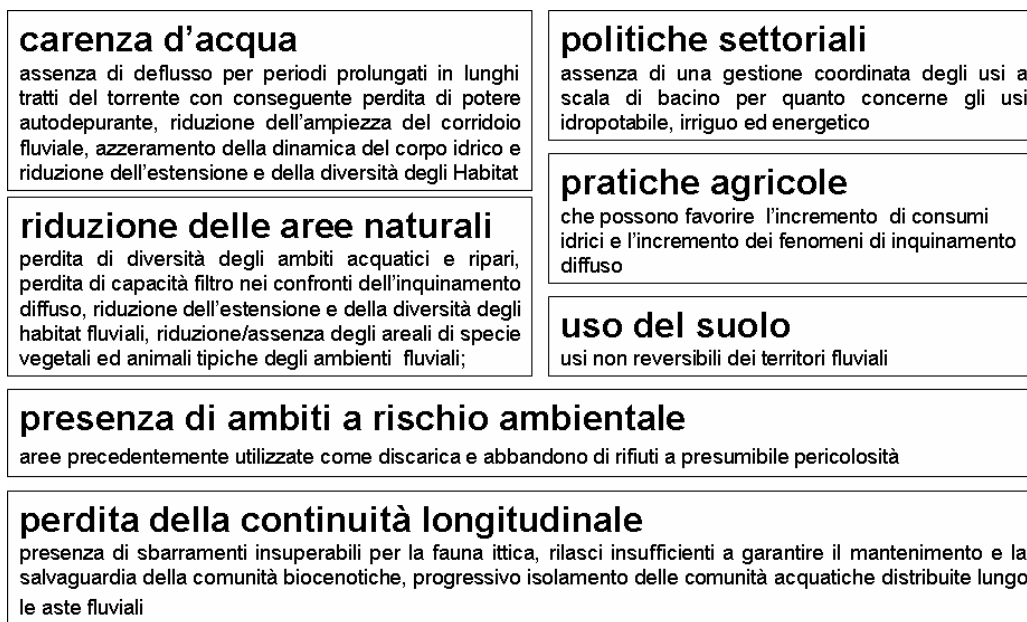 carenza d'acqua
assenza di deflusso per periodi prolungati in lunghi
tratti del torrente con conseguente perdita di potere
autodepurante, riduzione dell'ampiezza del corridoio
fluviale, azzeramento della dinamica del corpo idrico e
riduzione dell'estensione e della diversità degli Habitat
riduzione delle aree naturali
perdita di diversità degli ambiti acquatici e ripari,
perdita di capacità filtro nei confronti dell'inquinamento
diffuso, riduzione dell'estensione e della diversità degli
habitat fluviali, riduzione/assenza degli areali di specie
vegetali ed animali tipiche degli ambienti fluviali;
politiche settoriali
assenza di una gestione coordinata degli usi a
scala di bacino per quanto concerne gli usi
idropotabile, irriguo ed energetico
pratiche agricole
che possono favorire l'incremento di consumi
idrici e l'incremento dei fenomeni di inquinamento
diffuso
uso del suolo
usi non reversibili dei territori fluviali
presenza di ambiti a rischio ambientale
aree precedentemente utilizzate come discarica e abbandono di rifiuti a presumibile pericolosità
perdita della continuità longitudinale
presenza di sbarramenti insuperabili per la fauna ittica, rilasci insufficienti a garantire il mantenimento e la
salvaguardia della comunità biocenotiche, progressivo isolamento delle comunità acquatiche distribuite lungo
le aste fluviali